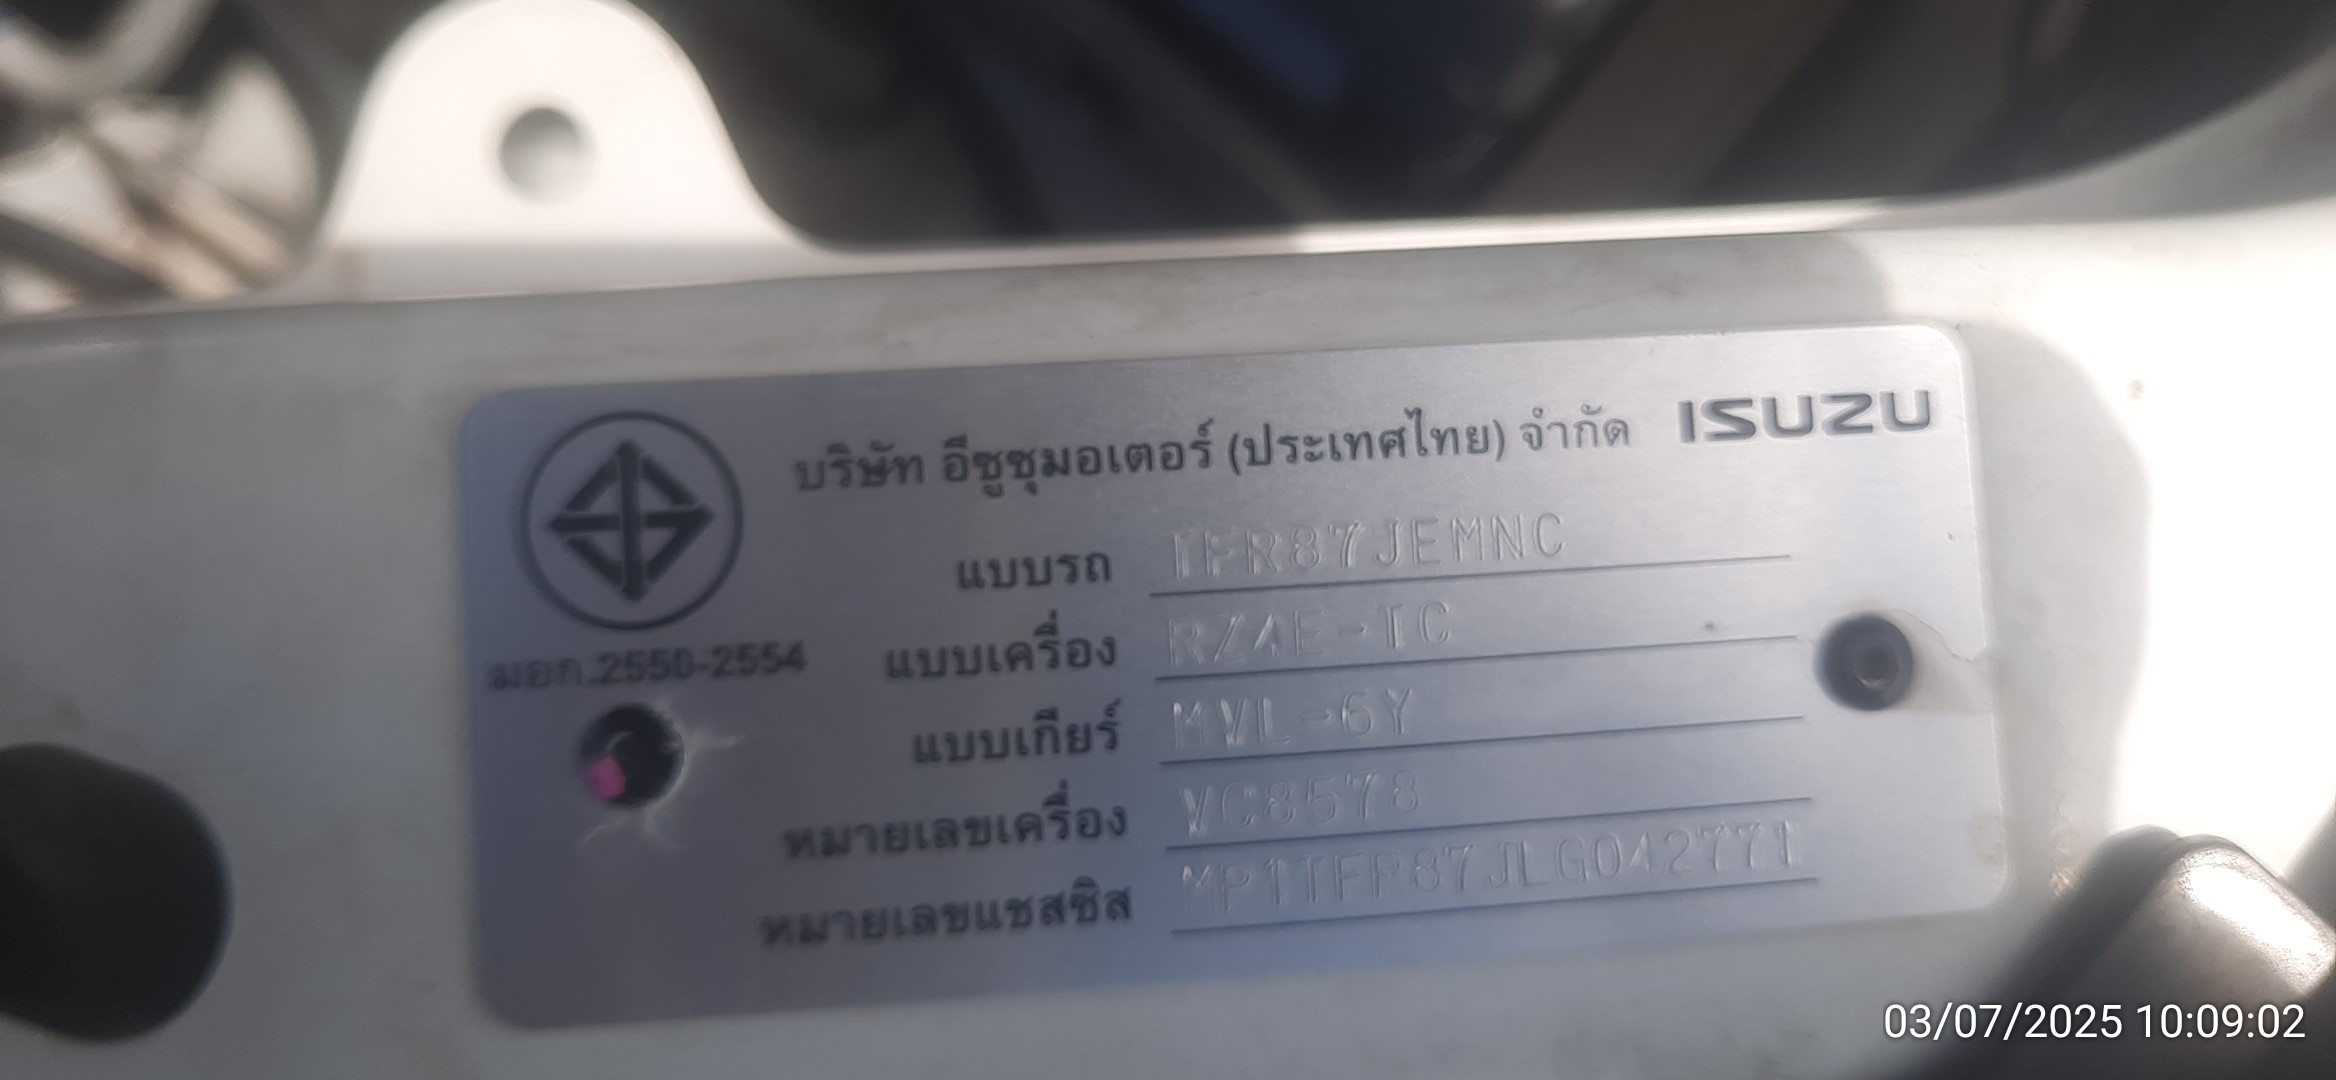 บริษัท อีซูซุมอเตอร์ (ประเทศไทย) จำกัด ISUZU
แบบรถ TFR87JEMNC
มอก.2550-2554
แบบเครื่อง RZ4E-TC
แบบเกียร์ MVL-6Y
หมายเลขเครื่อง VC8578
หมายเลขแชสซิส MP1TFR87JLG042771
03/07/2025 10:09:02